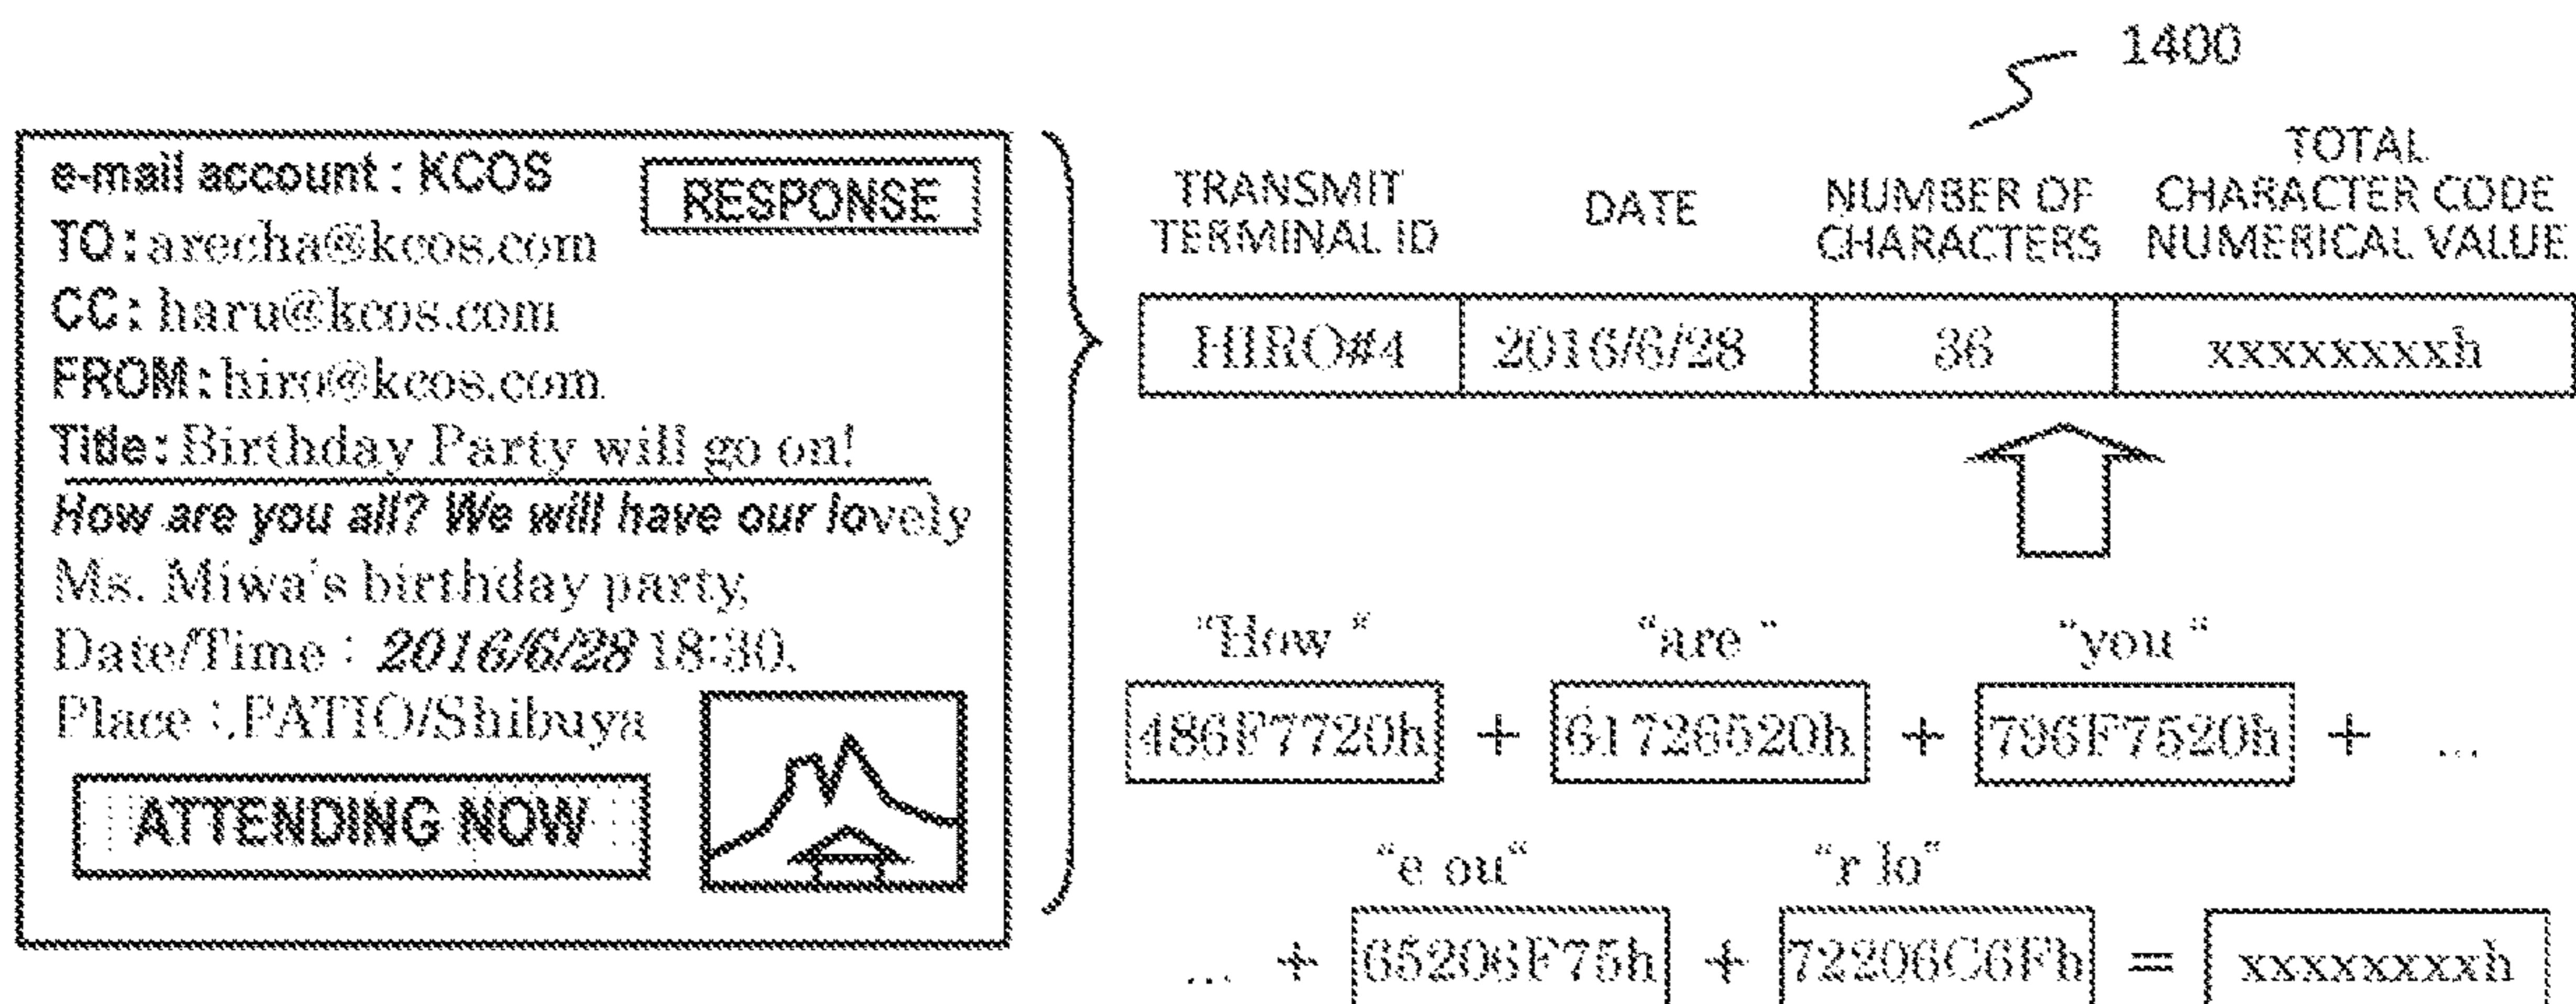 1400
e-mail account : KCOS
RESPONSE
TO: arecha@kcos.com
CC: haru@kcos.com
FROM: hiro@kcos.com
Title: Birthday Party will go on!
How are you all? We will have our lovely
Ms. Miwa's birthday party,
Date/Time : 2016/6/28 18:30.
Place : PATIO/Shibuya
ATTENDING NOW
TRANSMIT
TERMINAL ID
DATE
NUMBER OF
CHARACTERS
TOTAL
CHARACTER CODE
NUMERICAL VALUE
HIRO#4
2016/6/28
36
xxxxxxxxh
"How " "are " "you "
486F7720h + 61726520h + 796F7520h + ...
"e ou" "r lo"
... + 65206F75h + 72206C6Fh = xxxxxxxxh